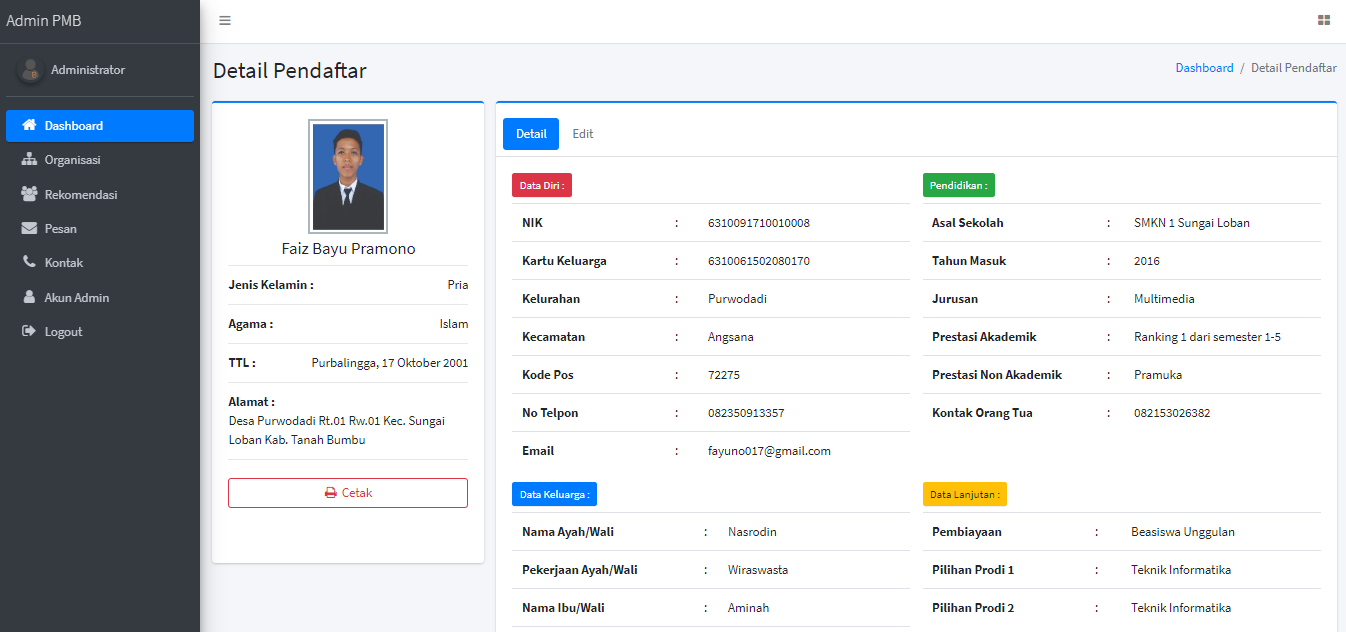 Admin PMB
Administrator
Dashboard
Organisasi
Rekomendasi
Pesan
Kontak
Akun Admin
Logout
Detail Pendaftar
Dashboard / Detail Pendaftar
Faiz Bayu Pramono
Jenis Kelamin : Pria
Agama : Islam
TTL : Purbalingga, 17 Oktober 2001
Alamat :
Desa Purwodadi Rt.01 Rw.01 Kec. Sungai
Loban Kab. Tanah Bumbu
Cetak
Detail Edit
Data Diri :
NIK : 6310091710010008
Kartu Keluarga : 6310061502080170
Kelurahan : Purwodadi
Kecamatan : Angsana
Kode Pos : 72275
No Telpon : 082350913357
Email : fayuno017@gmail.com
Pendidikan :
Asal Sekolah : SMKN 1 Sungai Loban
Tahun Masuk : 2016
Jurusan : Multimedia
Prestasi Akademik : Ranking 1 dari semester 1-5
Prestasi Non Akademik : Pramuka
Kontak Orang Tua : 082153026382
Data Keluarga :
Nama Ayah/Wali : Nasrodin
Pekerjaan Ayah/Wali : Wiraswasta
Nama Ibu/Wali : Aminah
Data Lanjutan :
Pembiayaan : Beasiswa Unggulan
Pilihan Prodi 1 : Teknik Informatika
Pilihan Prodi 2 : Teknik Informatika